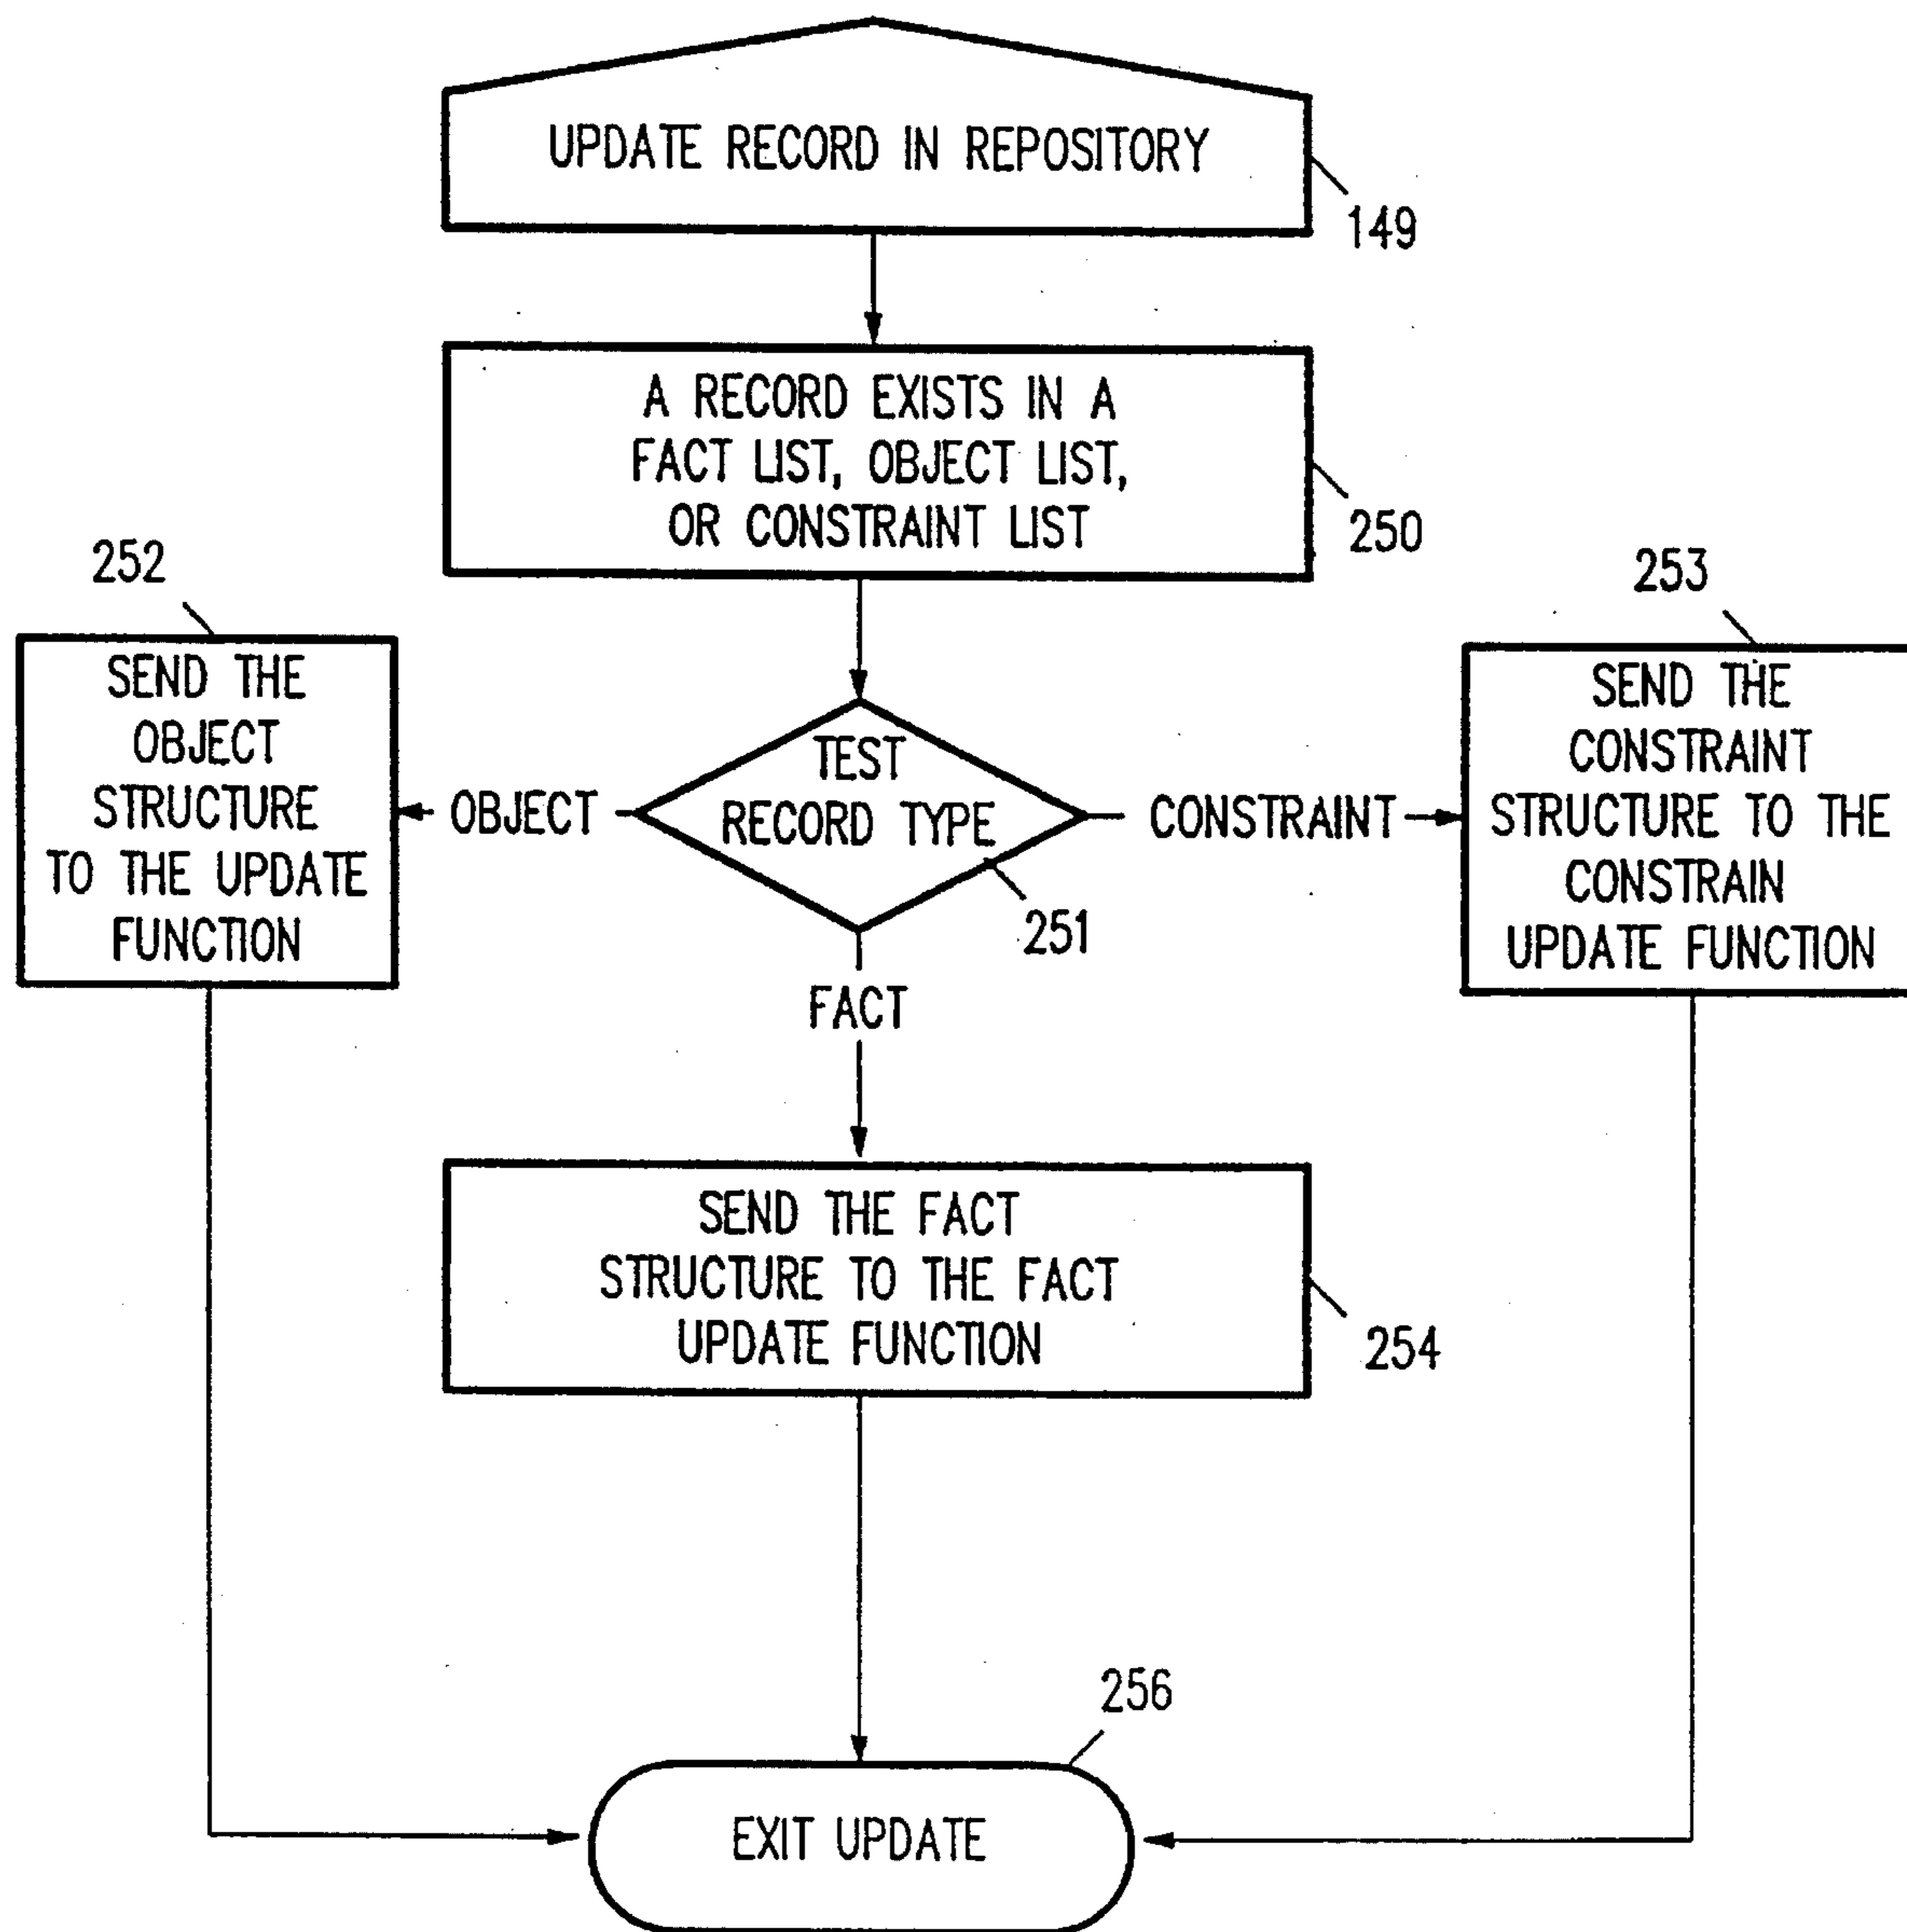 UPDATE RECORD IN REPOSITORY
149
A RECORD EXISTS IN A
FACT LIST, OBJECT LIST,
OR CONSTRAINT LIST
250
252
SEND THE
OBJECT
STRUCTURE
TO THE UPDATE
FUNCTION
OBJECT
TEST
RECORD TYPE
251
CONSTRAINT
253
SEND THE
CONSTRAINT
STRUCTURE TO THE
CONSTRAIN
UPDATE FUNCTION
FACT
SEND THE FACT
STRUCTURE TO THE FACT
UPDATE FUNCTION
254
256
EXIT UPDATE